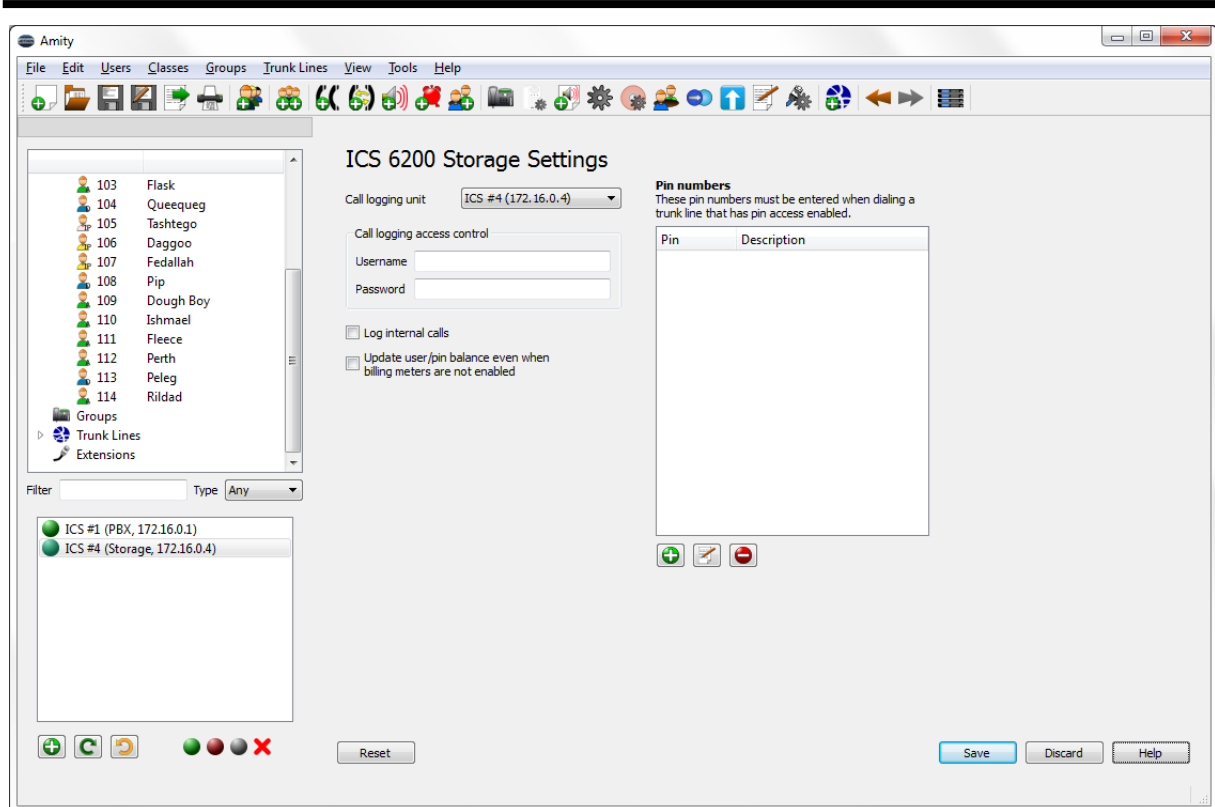 Amity
File Edit Users Classes Groups Trunk Lines View Tools Help
103 Flask
104 Queequeg
105 Tashtego
106 Daggoo
107 Fedallah
108 Pip
109 Dough Boy
110 Ishmael
111 Fleece
112 Perth
113 Peleg
114 Rildad
Groups
Trunk Lines
Extensions
Filter Type Any
ICS #1 (PBX, 172.16.0.1)
ICS #4 (Storage, 172.16.0.4)
ICS 6200 Storage Settings
Call logging unit ICS #4 (172.16.0.4)
Call logging access control
Username
Password
Log internal calls
Update user/pin balance even when
billing meters are not enabled
Pin numbers
These pin numbers must be entered when dialing a
trunk line that has pin access enabled.
Pin Description
Reset Save Discard Help